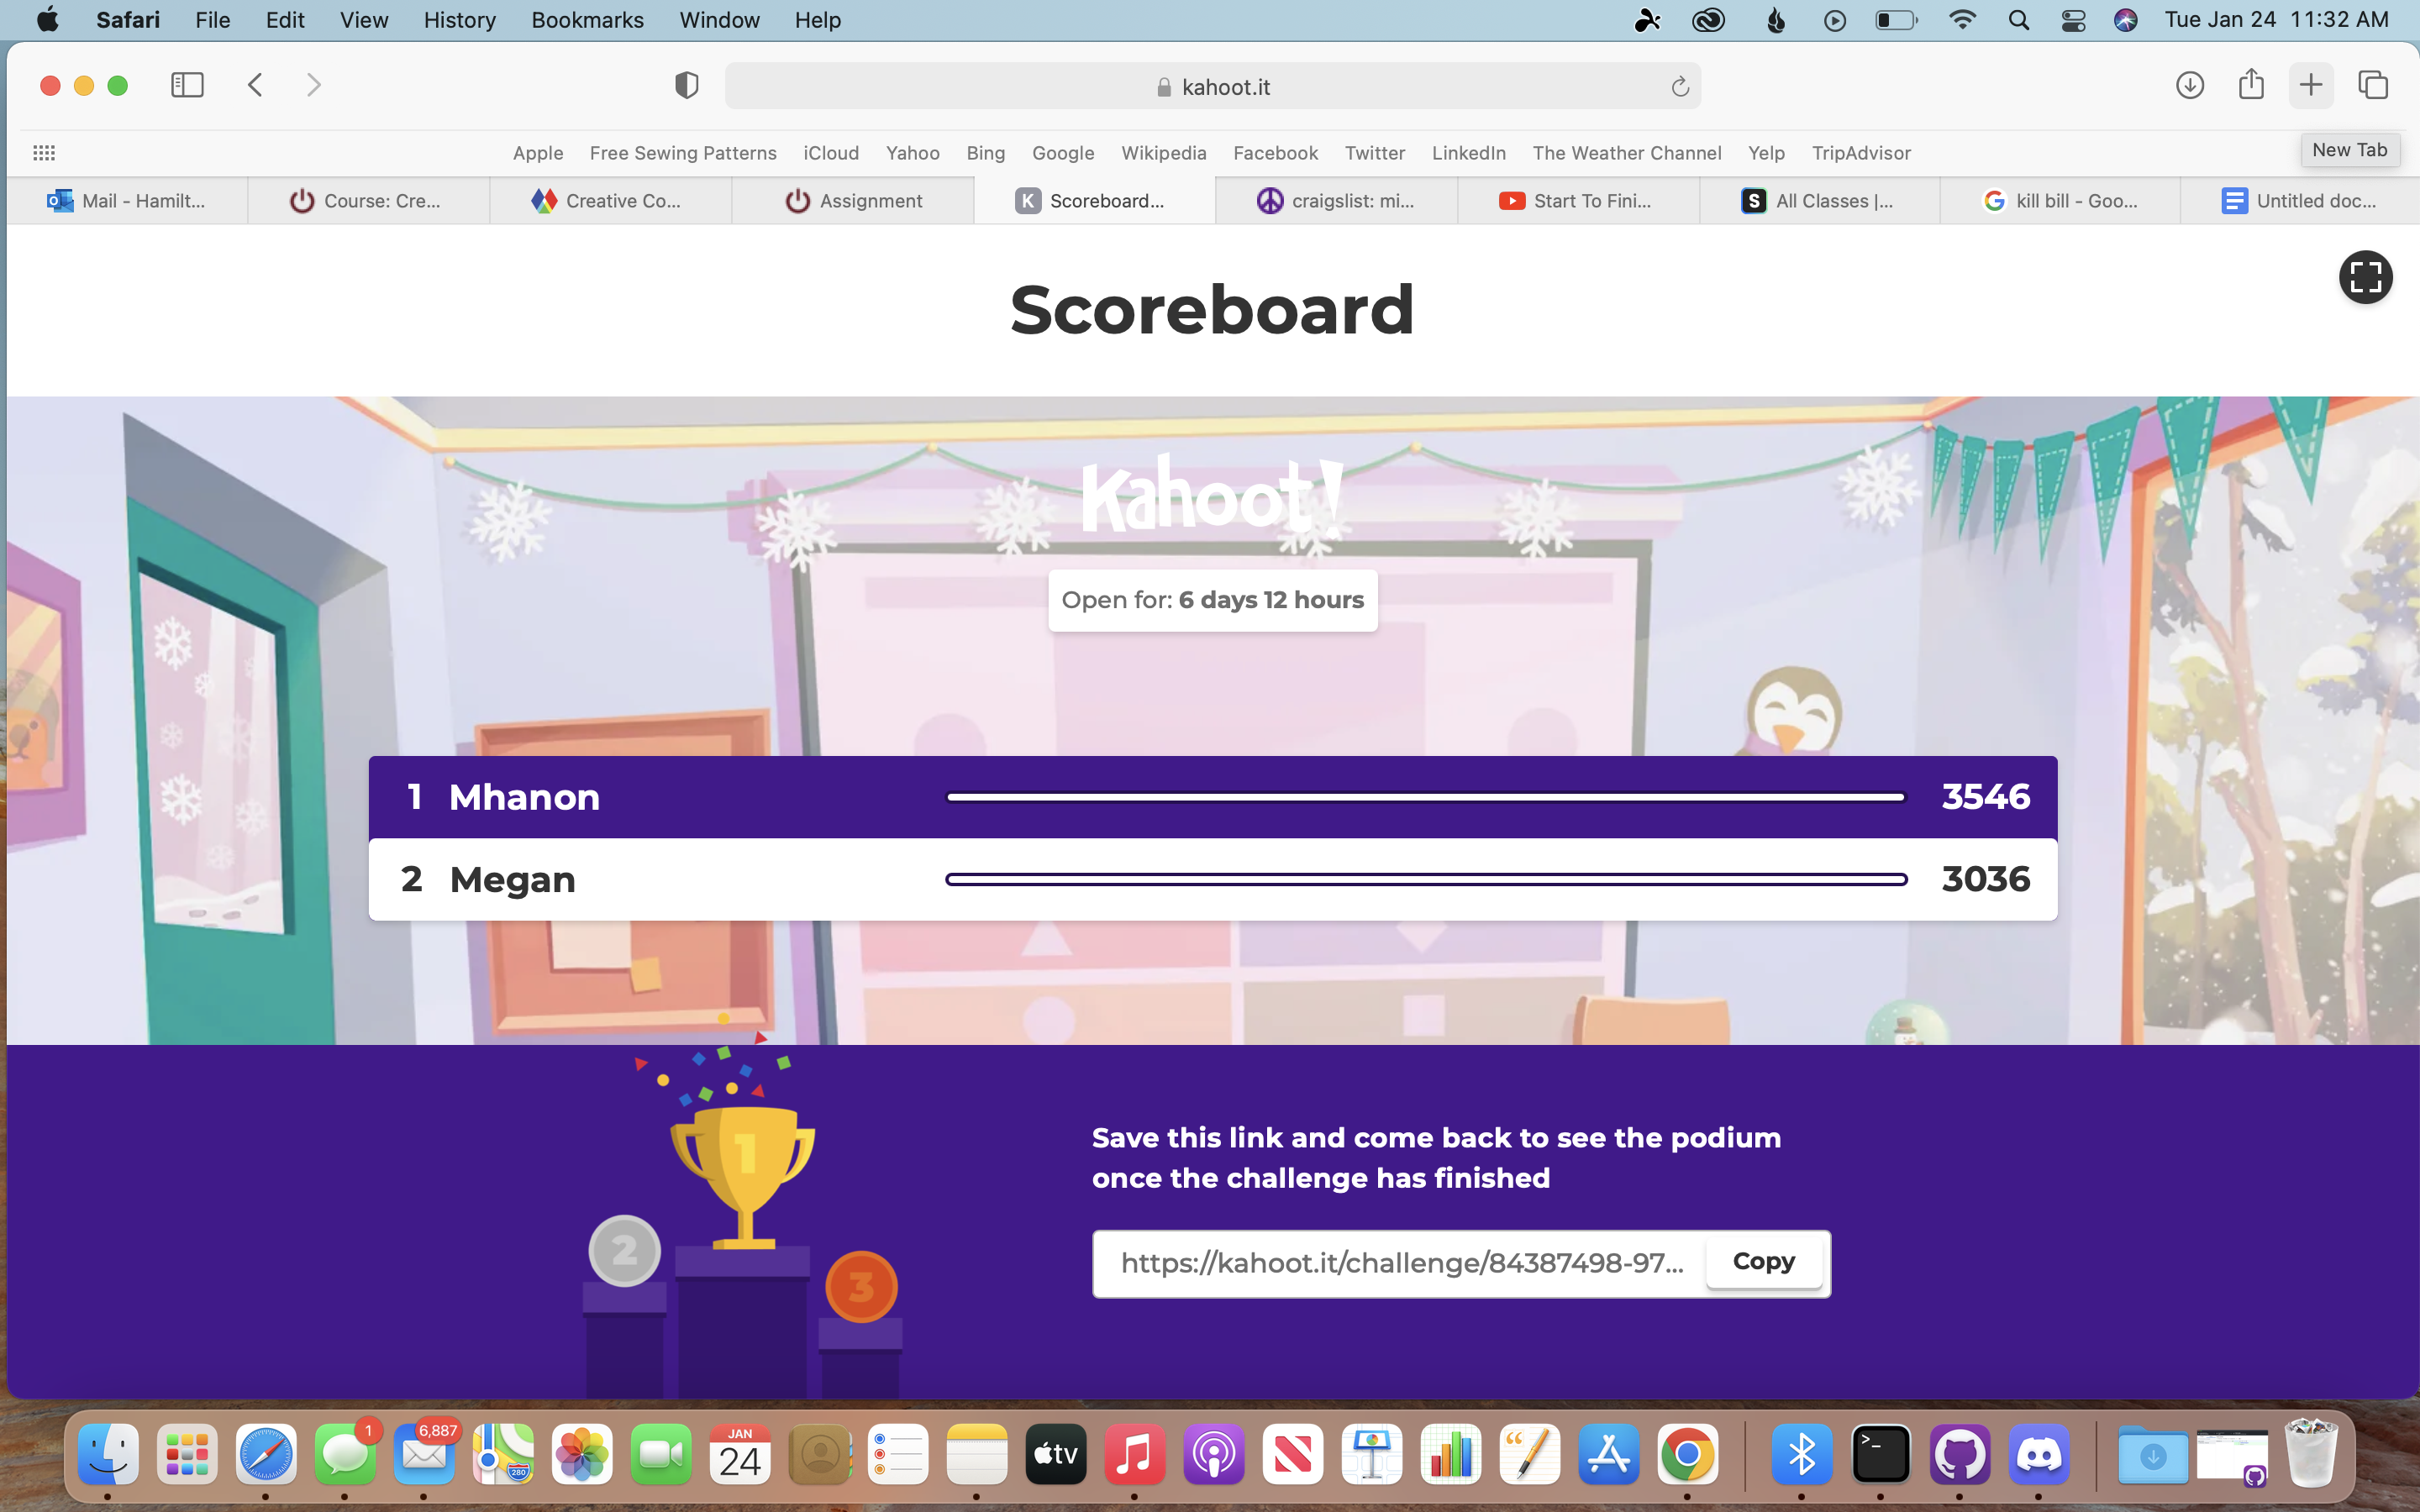 Safari File Edit View History Bookmarks Window Help Tue Jan 24 11:32 AM
kahoot.it
Apple Free Sewing Patterns iCloud Yahoo Bing Google Wikipedia Facebook Twitter LinkedIn The Weather Channel Yelp TripAdvisor
New Tab
Mail - Hamilt... Course: Cre... Creative Co... Assignment K Scoreboard... craigslist: mi... Start To Fini... S All Classes |... G kill bill - Goo... Untitled doc...
Scoreboard
Kahoot!
Open for: 6 days 12 hours
1 Mhanon 3546
2 Megan 3036
1
2
3
Save this link and come back to see the podium
once the challenge has finished
https://kahoot.it/challenge/84387498-97... Copy
1 6,887 280 JAN 24 tv >_